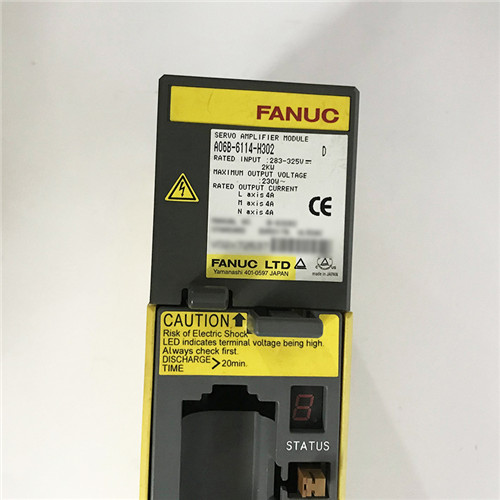 FANUC
SERVO AMPLIFIER MODULE
A06B-6114-H302 D
RATED INPUT :283-325V⎓
2KW
MAXIMUM OUTPUT VOLTAGE
:230V~
RATED OUTPUT CURRENT
L axis 4A
M axis 4A
N axis 4A
CE
FANUC LTD
Yamanashi 401-0597 JAPAN
MADE IN JAPAN
CAUTION
Risk of Electric Shock
LED indicates terminal voltage being high.
Always check first.
DISCHARGE > 20min.
TIME
8
STATUS